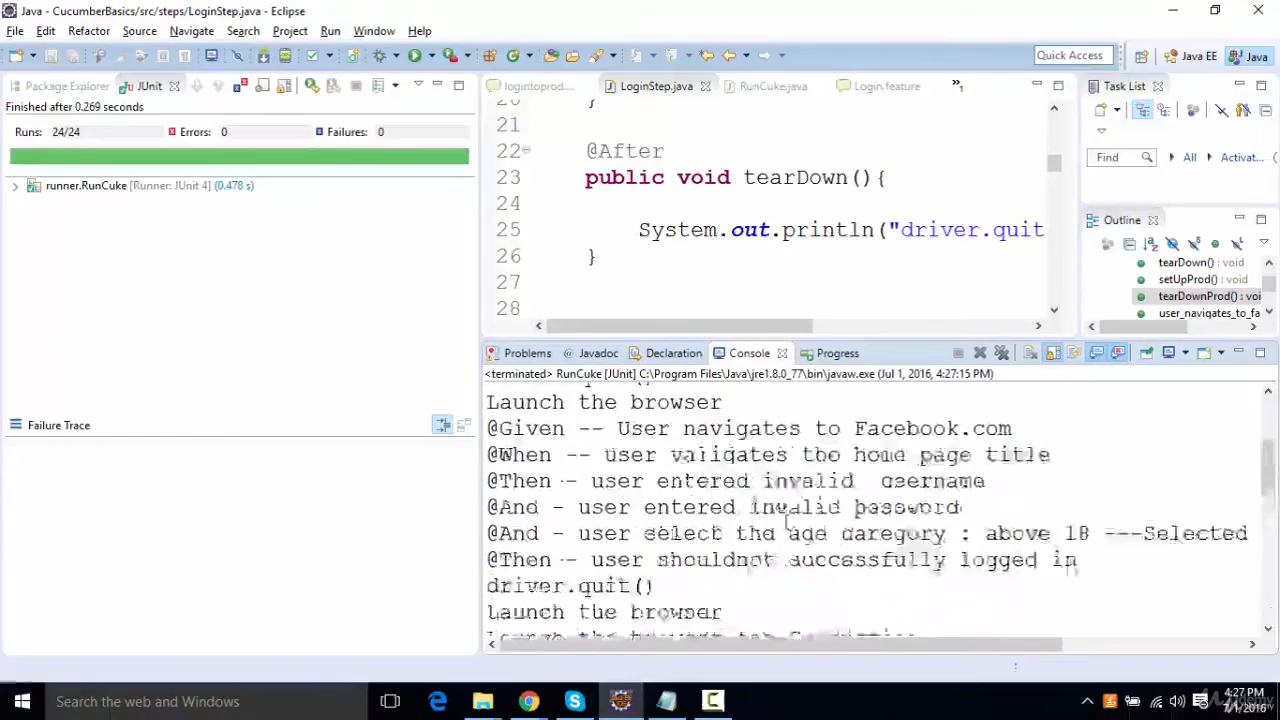 Java - CucumberBasics/src/steps/LoginStep.java - Eclipse
File Edit Refactor Source Navigate Search Project Run Window Help
Quick Access Java EE Java
Package Explorer JUnit
Finished after 0.269 seconds
Runs: 24/24 Errors: 0 Failures: 0
runner.RunCuke [Runner: JUnit 4] (0.478 s)
Failure Trace
logintoprod.... LoginStep.java RunCuke.java Login.feature
20 }
21
22 @After
23 public void tearDown(){
24
25 System.out.println("driver.quit
26 }
27
28
Task List
Find All Activat...
Outline
tearDown() : void
setUpProd() : void
tearDownProd() : voi
user_navigates_to_fa
Problems Javadoc Declaration Console Progress
<terminated> RunCuke [JUnit] C:\Program Files\Java\jre1.8.0_77\bin\javaw.exe (Jul 1, 2016, 4:27:15 PM)
Launch the browser
@Given -- User navigates to Facebook.com
@When -- user validates the home page title
@Then - user entered invalid username
@And - user entered invalid password
@And - user select the age category : above 18 ---Selected
@Then - user shouldnot successfully logged in
driver.quit()
Launch the browser
Search the web and Windows
4:27 PM
7/1/2016